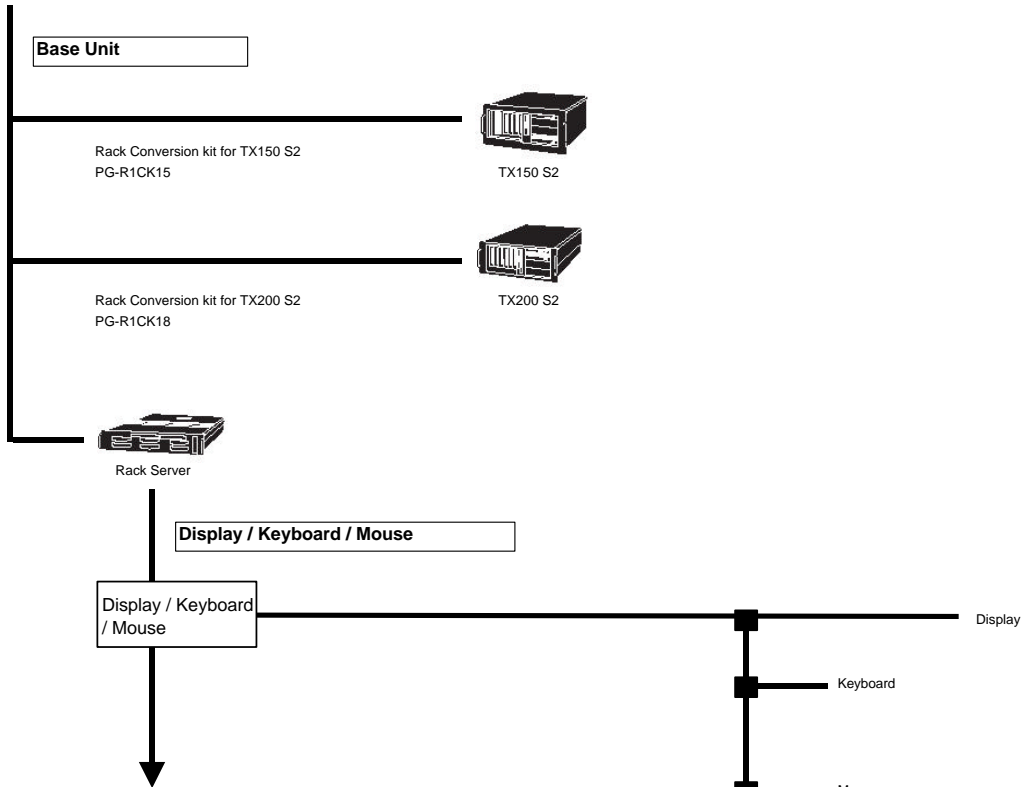 Base Unit
Rack Conversion kit for TX150 S2
PG-R1CK15
TX150 S2
Rack Conversion kit for TX200 S2
PG-R1CK18
TX200 S2
Rack Server
Display / Keyboard / Mouse
Display / Keyboard
/ Mouse
Display
Keyboard